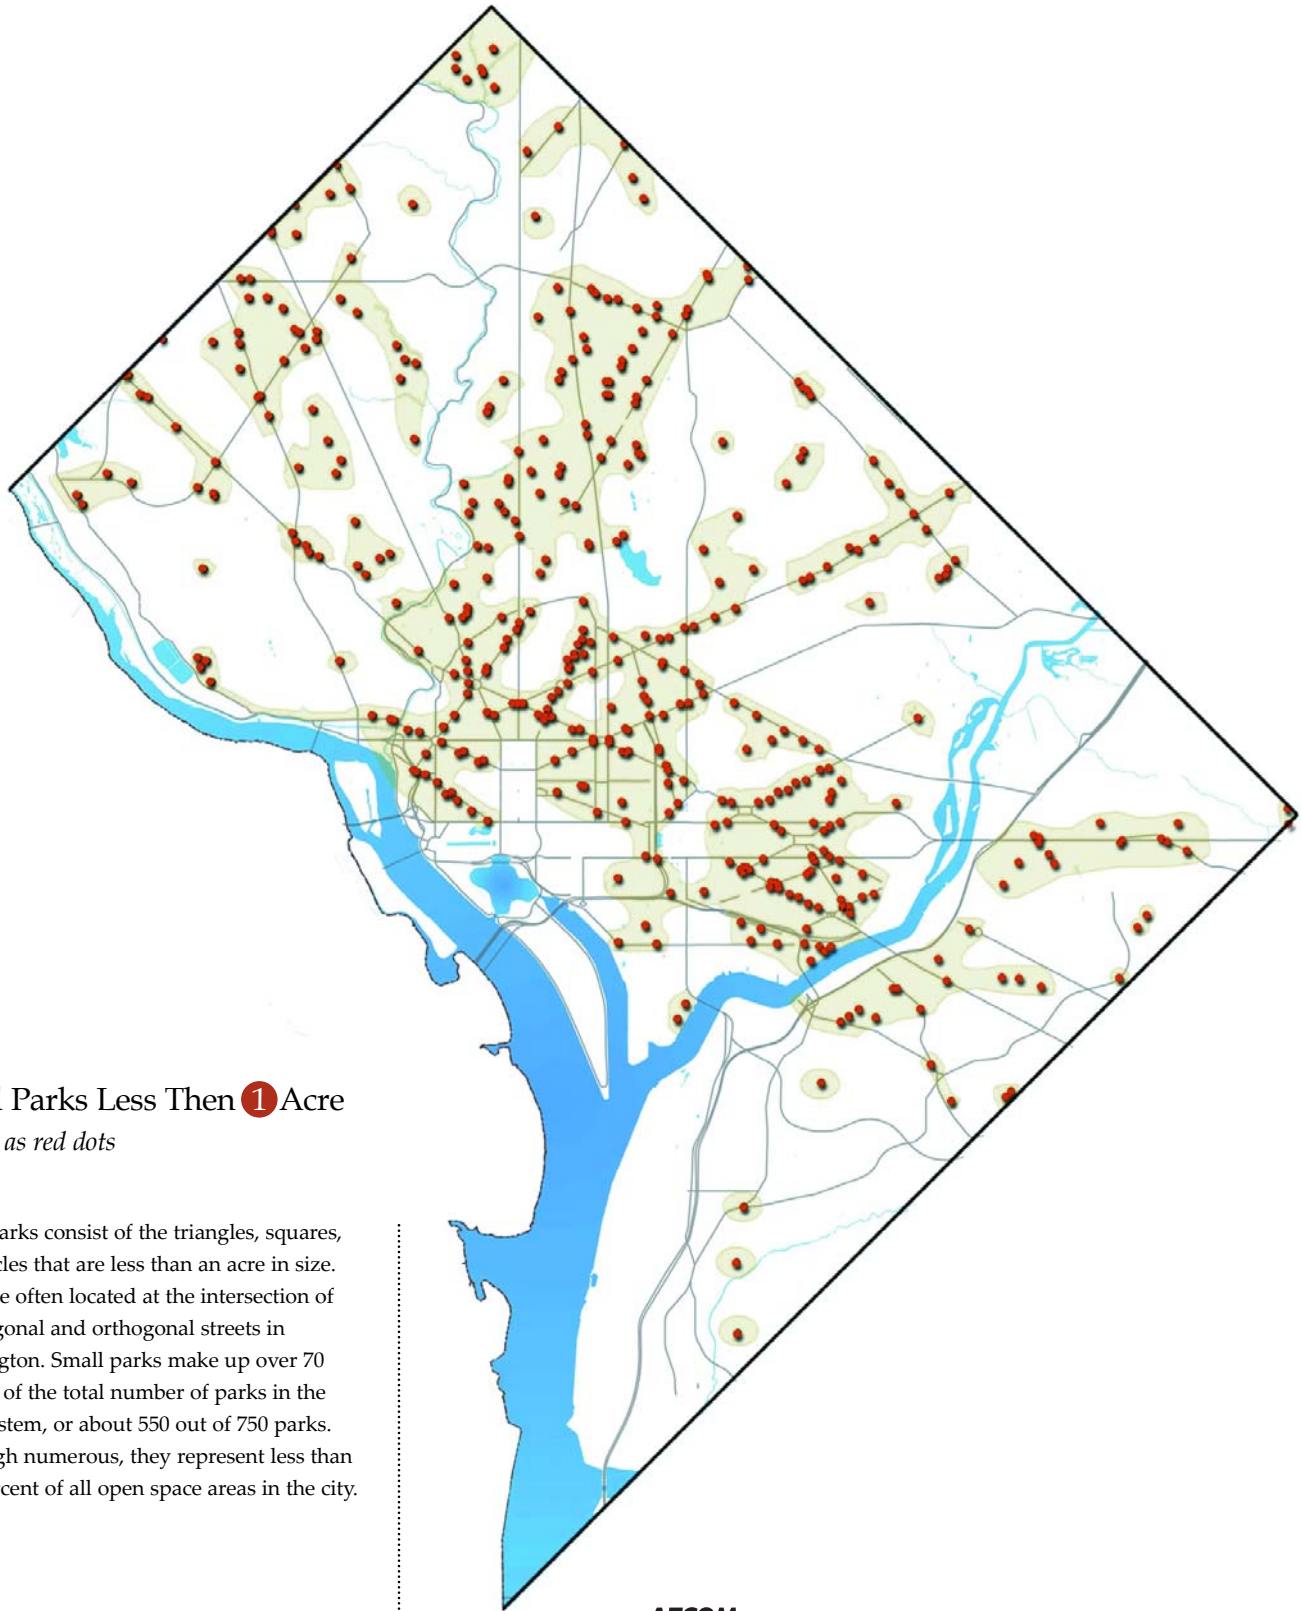 Parks Less Then 1 Acre
as red dots
arks consist of the triangles, squares,
cles that are less than an acre in size.
e often located at the intersection of
gonal and orthogonal streets in
gton. Small parks make up over 70
of the total number of parks in the
stem, or about 550 out of 750 parks.
gh numerous, they represent less than
cent of all open space areas in the city.